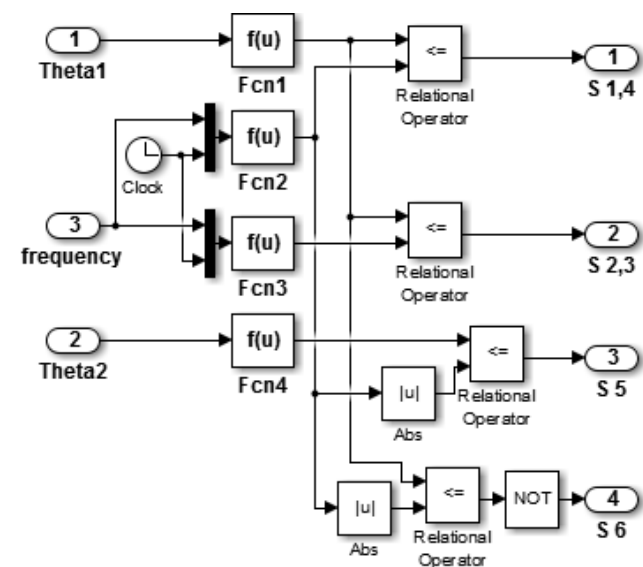 1
Theta1
f(u)
Fcn1
<=
Relational
Operator
1
S 1,4
f(u)
Fcn2
Clock
3
frequency
f(u)
Fcn3
<=
Relational
Operator
2
S 2,3
2
Theta2
f(u)
Fcn4
<=
Relational
Operator
3
S 5
|u|
Abs
<=
Relational
Operator
NOT
4
S 6
|u|
Abs